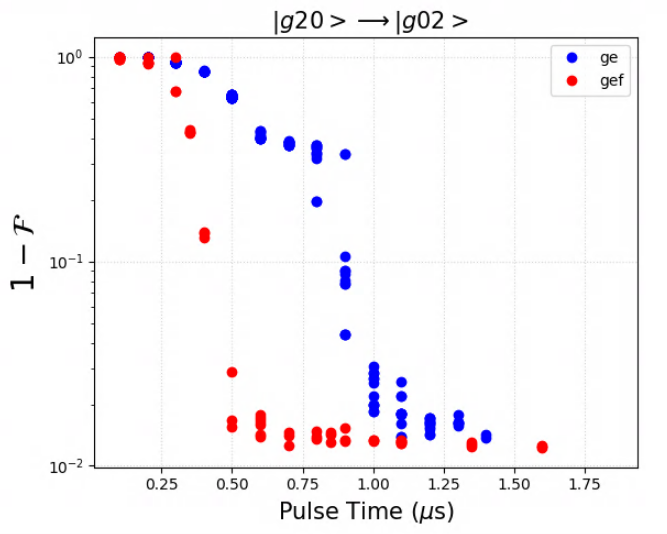 |g20 > ⟶ |g02 >
ge
gef
10⁰
10⁻¹
10⁻²
1 − ℱ
0.25 0.50 0.75 1.00 1.25 1.50 1.75
Pulse Time (μs)